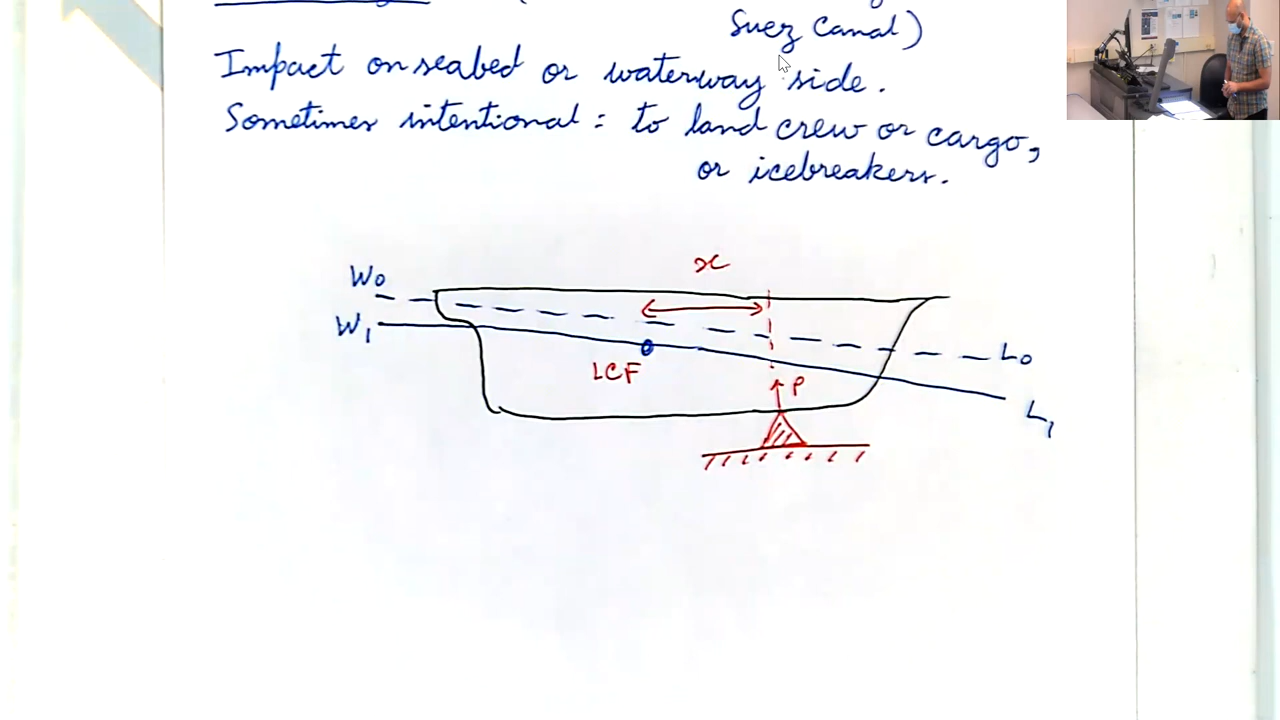 Suez Canal)
Impact on seabed or waterway side.
Sometimes intentional : to land crew or cargo,
or icebreakers.
x
W0
W1
L0
LCF
P
L1